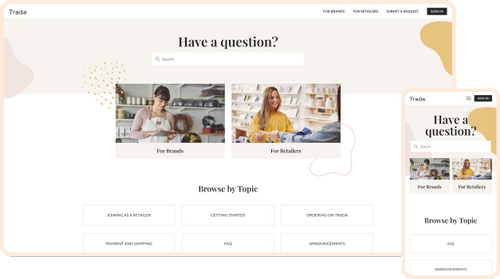 Trada
FOR BRANDS FOR RETAILERS SUBMIT A REQUEST SIGN IN
Have a question?
Search
For Brands For Retailers
Browse by Topic
JOINING AS A RETAILER GETTING STARTED ORDERING ON TRADA
PAYMENT AND SHIPPING FAQ ANNOUNCEMENTS
Trada
SIGN IN
Have a
question?
Search
For Brands For Retailers
Browse by Topic
FAQ
ANNOUNCEMENTS